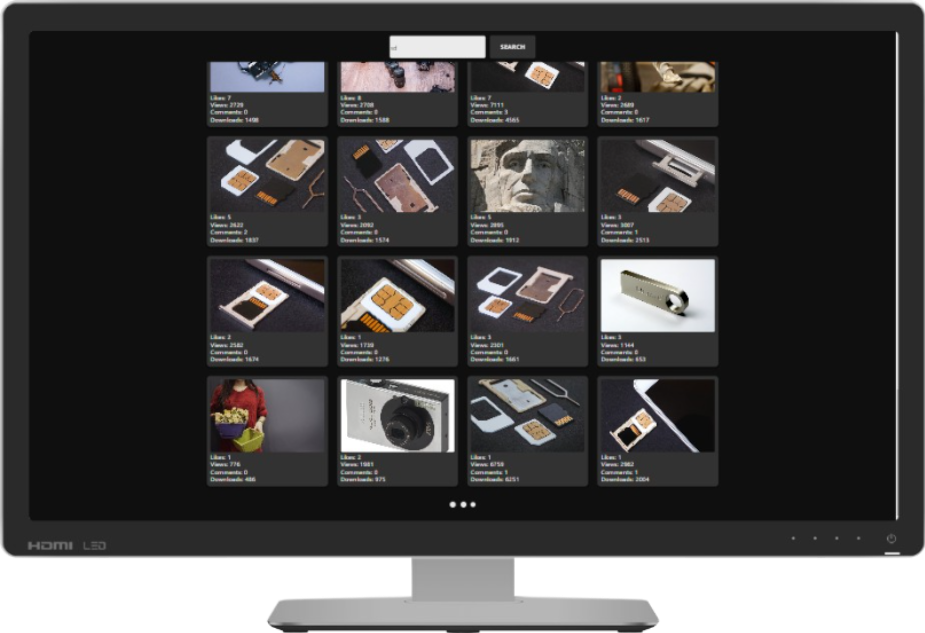 sd
SEARCH
Likes: 7
Views: 2729
Comments: 0
Downloads: 1498
Likes: 8
Views: 2708
Comments: 0
Downloads: 1588
Likes: 7
Views: 7111
Comments: 3
Downloads: 4565
Likes: 3
Views: 2689
Comments: 0
Downloads: 1617
Likes: 5
Views: 2622
Comments: 2
Downloads: 1837
Likes: 3
Views: 2092
Comments: 0
Downloads: 1574
Likes: 5
Views: 2895
Comments: 0
Downloads: 1912
Likes: 3
Views: 3007
Comments: 1
Downloads: 2513
Likes: 2
Views: 2582
Comments: 0
Downloads: 1674
Likes: 1
Views: 1730
Comments: 0
Downloads: 1276
Likes: 5
Views: 2501
Comments: 0
Downloads: 1661
Likes: 3
Views: 1144
Comments: 0
Downloads: 653
Likes: 1
Views: 776
Comments: 0
Downloads: 486
Likes: 2
Views: 1981
Comments: 0
Downloads: 975
Likes: 1
Views: 8758
Comments: 1
Downloads: 8251
Likes: 1
Views: 2982
Comments: 1
Downloads: 2004
HDMI LED